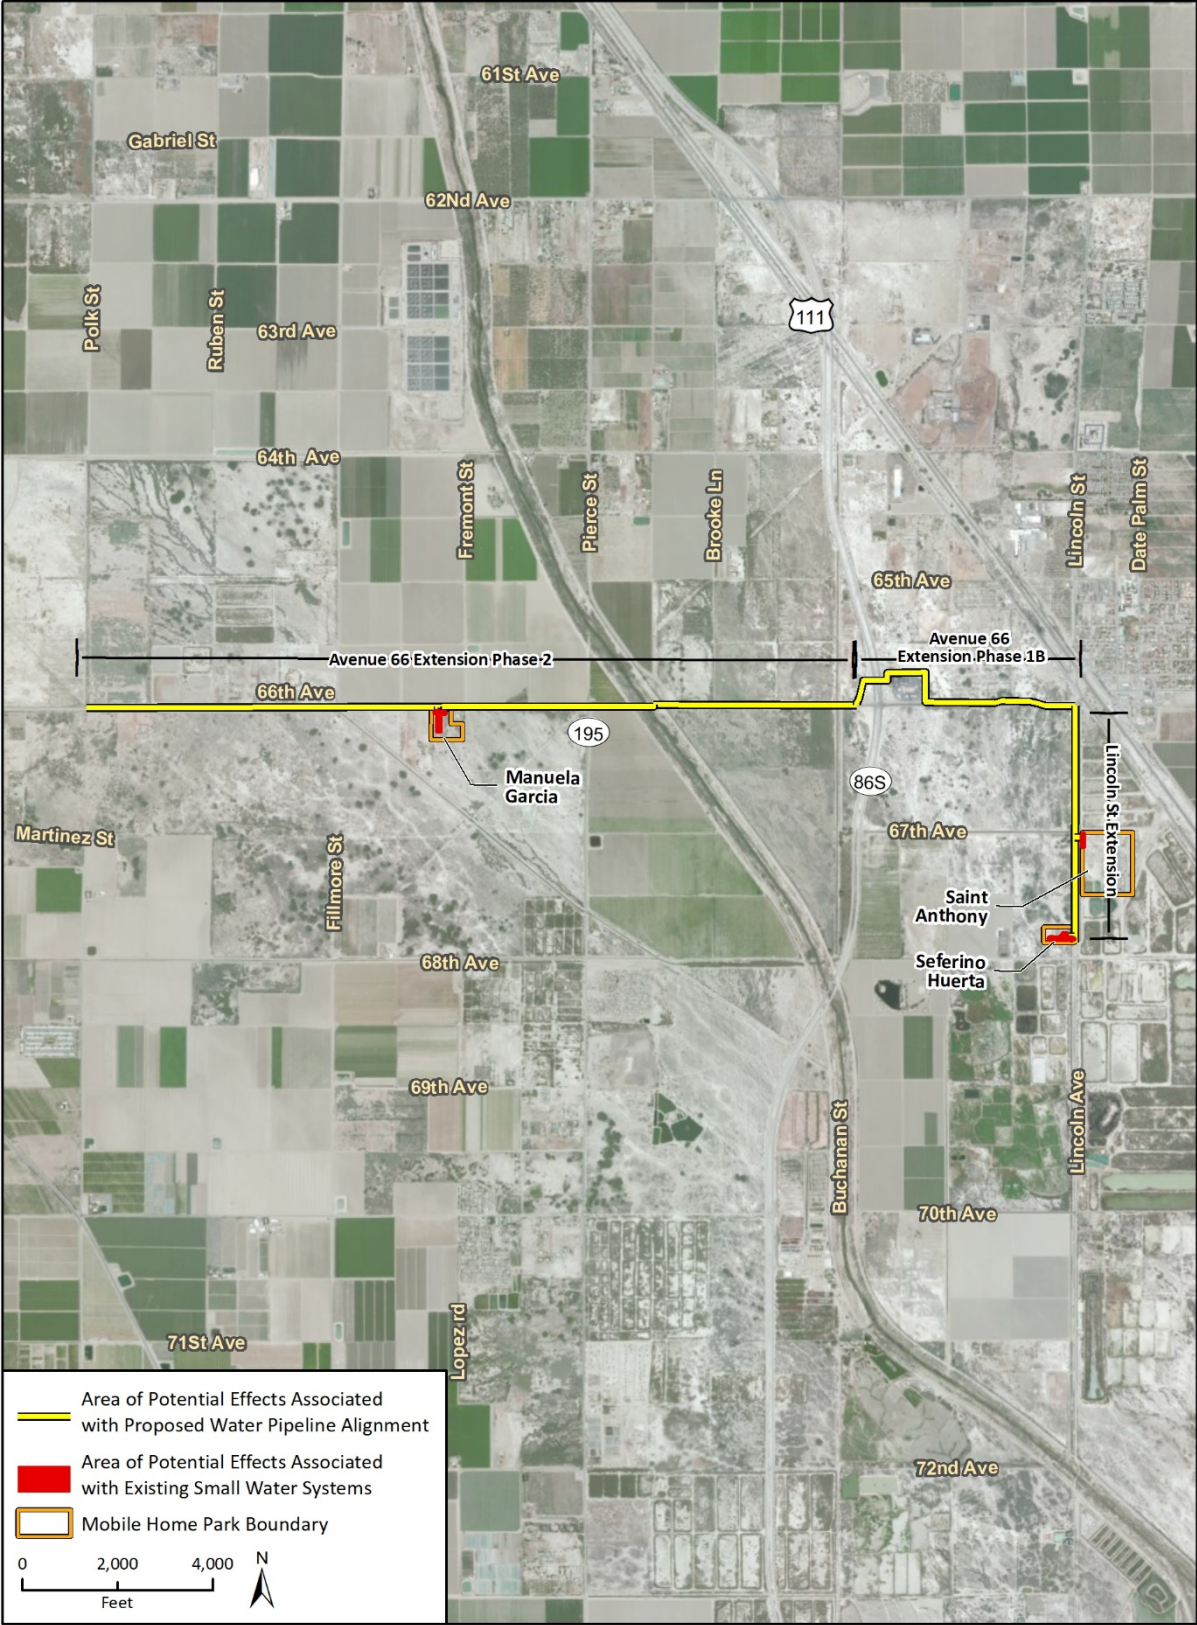 61St Ave
Gabriel St
62Nd Ave
Polk St
Ruben St
63rd Ave
111
64th Ave
Fremont St
Pierce St
Brooke Ln
Lincoln St
Date Palm St
65th Ave
Avenue 66 Extension Phase 2
Avenue 66
Extension Phase 1B
66th Ave
195
Manuela
Garcia
86S
Lincoln St. Extension
Martinez St
Fillmore St
67th Ave
Saint
Anthony
68th Ave
Seferino
Huerta
69th Ave
Buchanan St
Lincoln Ave
70th Ave
71St Ave
Lopez rd
72nd Ave
Area of Potential Effects Associated
with Proposed Water Pipeline Alignment
Area of Potential Effects Associated
with Existing Small Water Systems
Mobile Home Park Boundary
0 2,000 4,000
Feet
N